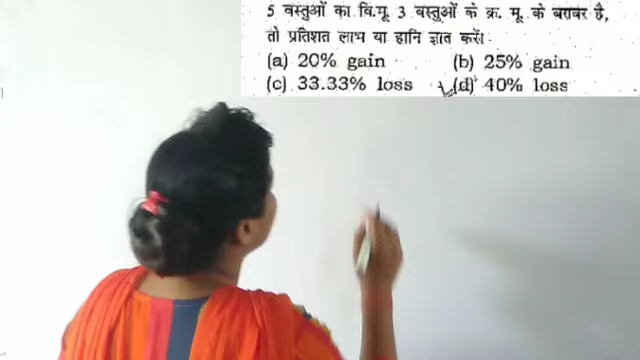 5 वस्तुओं का वि.मू. 3 वस्तुओं के क्र. मू. के बराबर है,
तो प्रतिशत लाभ या हानि ज्ञात करें।
(a) 20% gain (b) 25% gain
(c) 33.33% loss (d) 40% loss